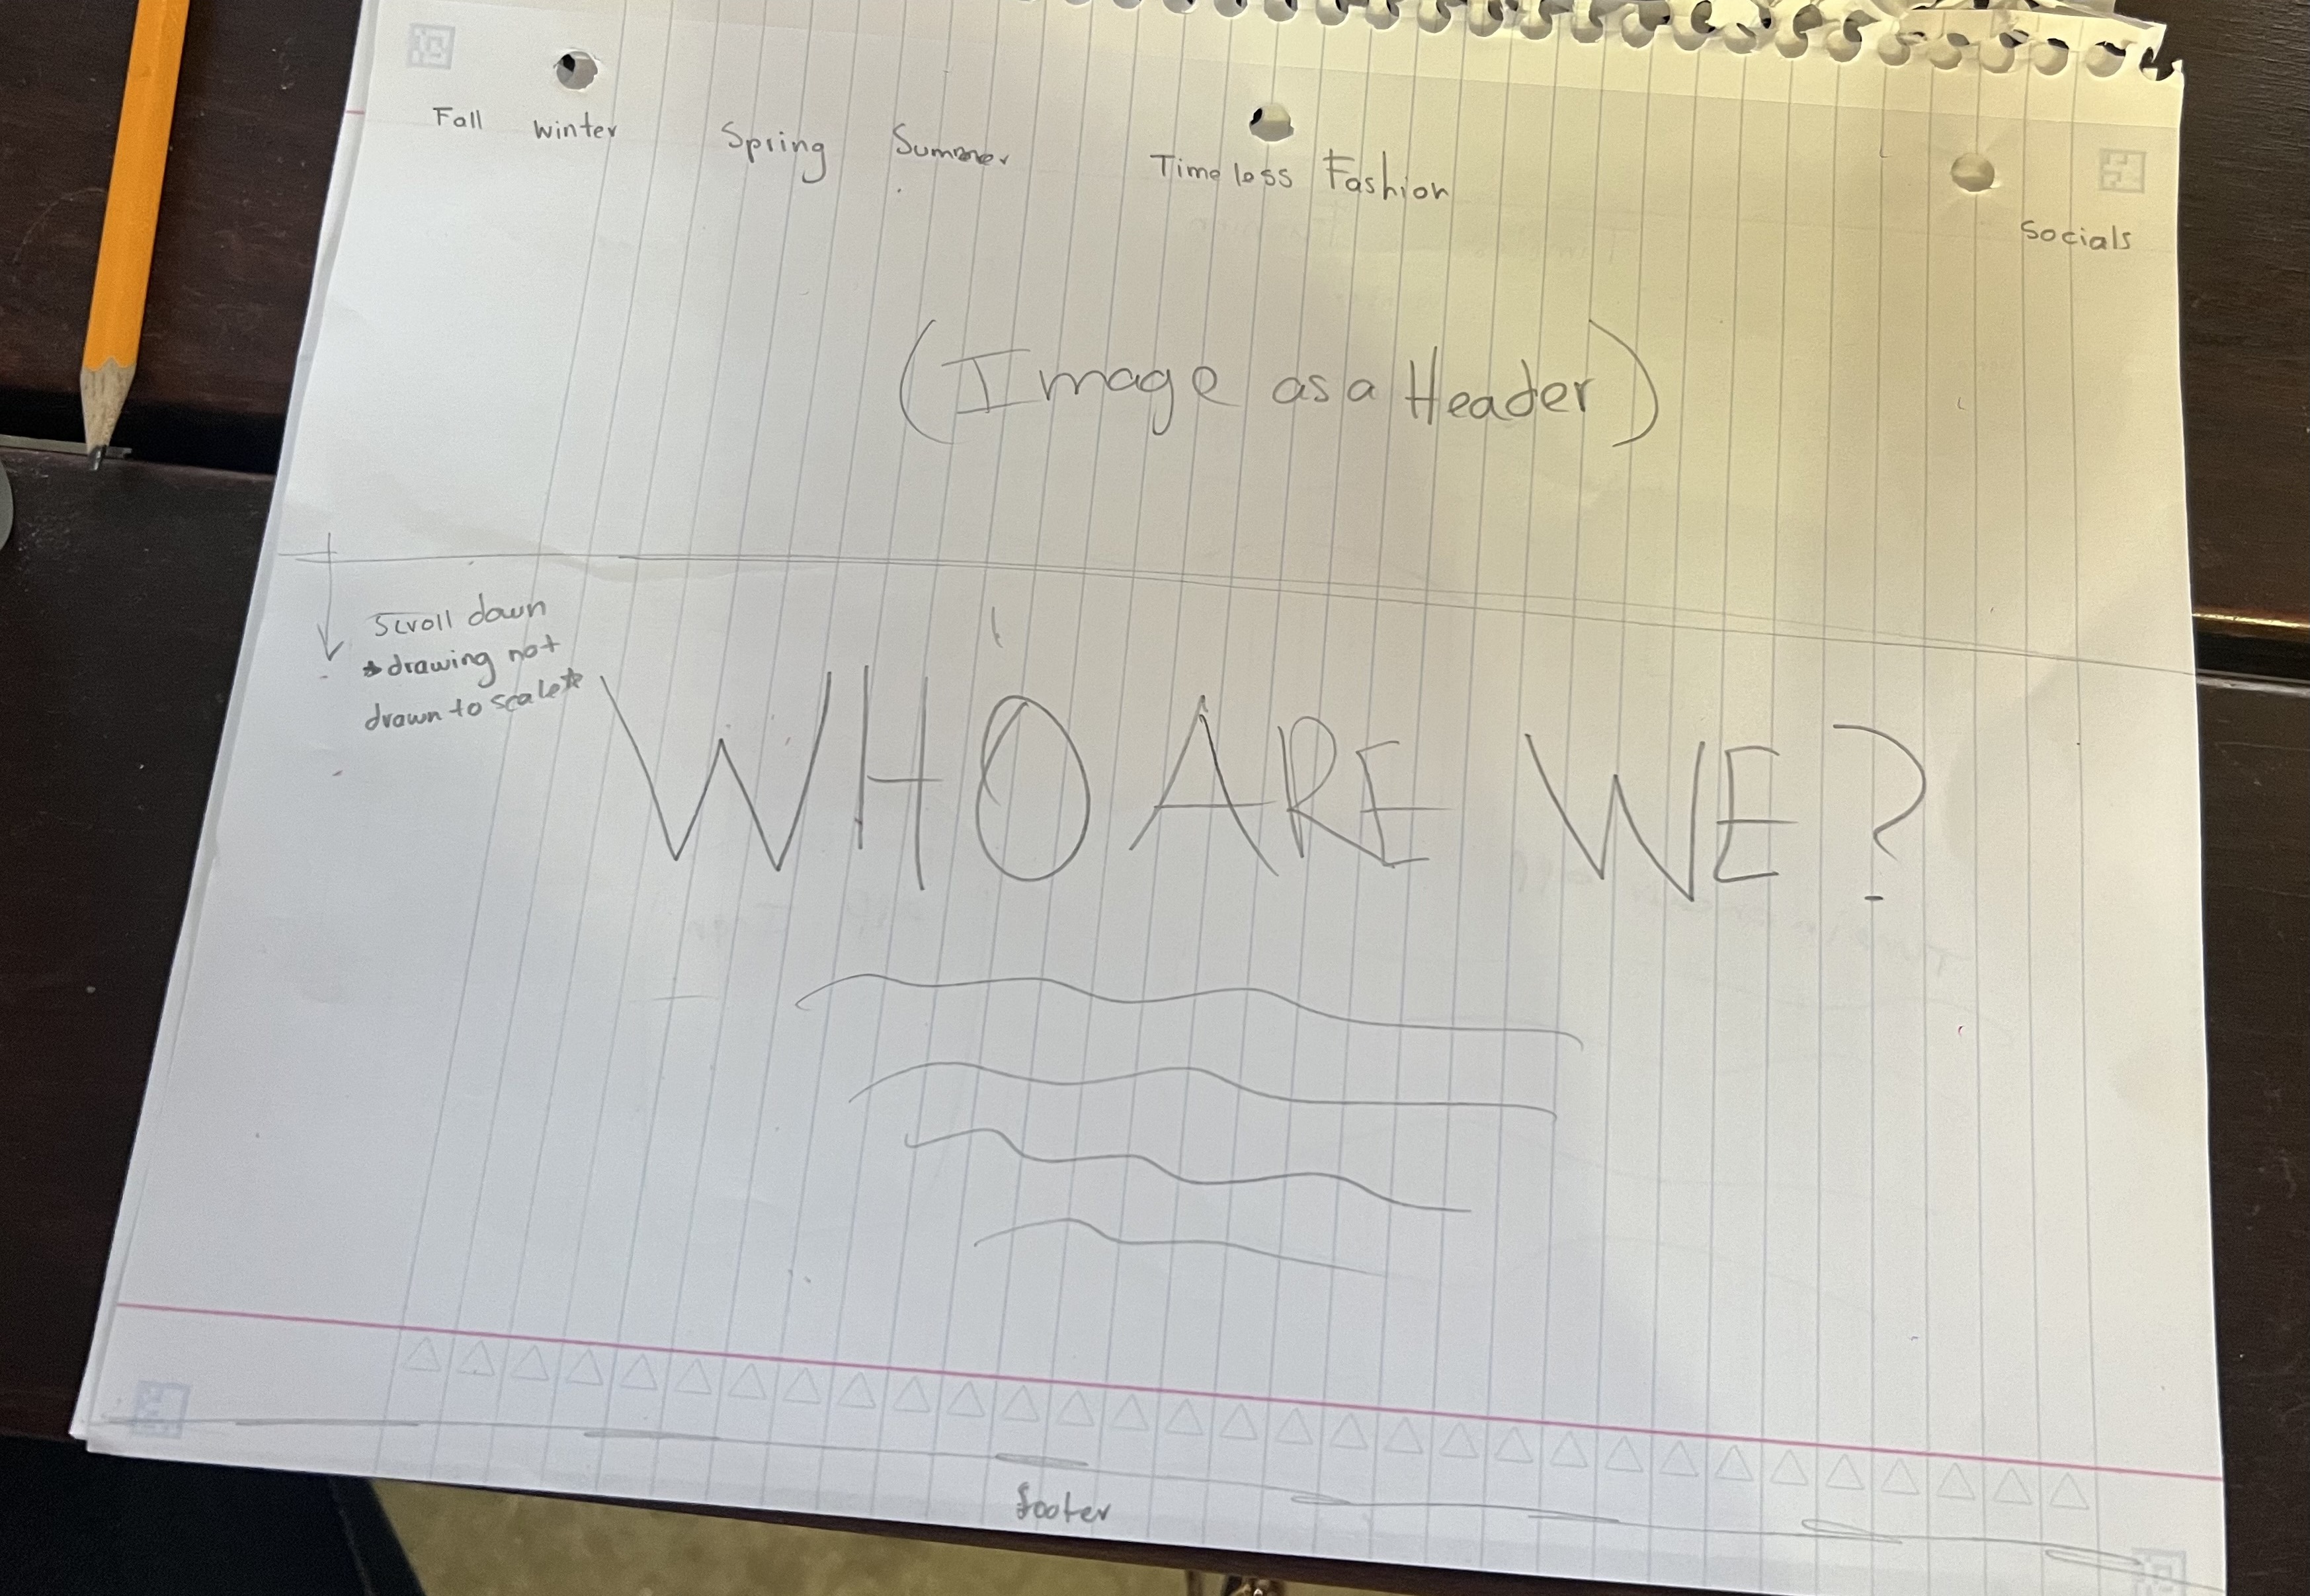 Fall winter Spring Summer Timeless Fashion Socials
(Image as a Header)
Scroll down
*drawing not
drawn to scale*
WHO ARE WE?
footer